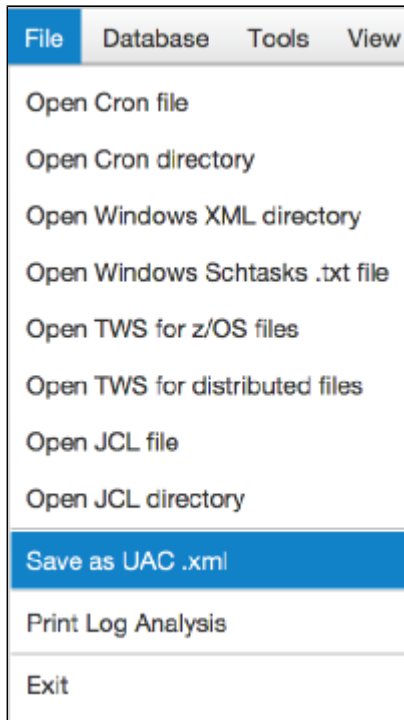 File Database Tools View
Open Cron file
Open Cron directory
Open Windows XML directory
Open Windows Schtasks .txt file
Open TWS for z/OS files
Open TWS for distributed files
Open JCL file
Open JCL directory
Save as UAC .xml
Print Log Analysis
Exit